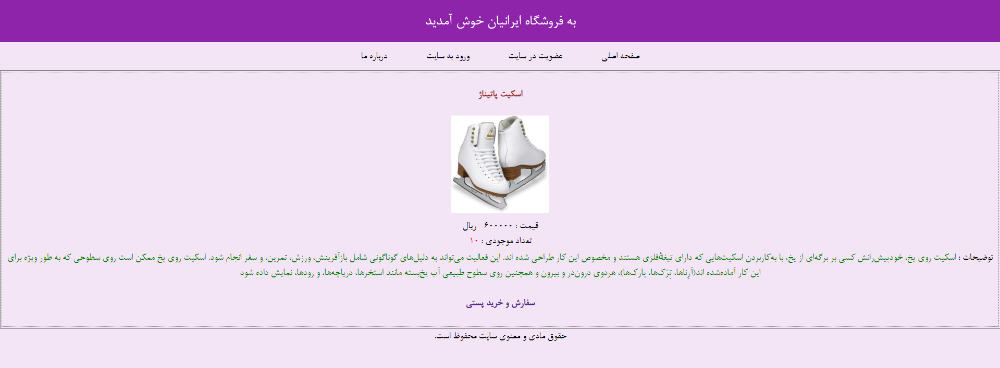 به فروشگاه ایرانیان خوش آمدید
صفحه اصلی عضویت در سایت ورود به سایت درباره ما
اسکیت پاتیناژ
قیمت : ۶۰۰۰۰۰ ریال
تعداد موجودی : ۱۰
توضیحات : اسکیت روی یخ، خودپیش‌رانش کسی بر برگه‌ای از یخ، با به‌کاربردن اسکیت‌هایی که دارای تیغهٔفلزی هستند و مخصوص این کار طراحی شده اند. این فعالیت می‌تواند به دلیل‌های گوناگونی شامل بازآفرینش، ورزش، تمرین، و سفر انجام شود. اسکیت روی یخ ممکن است روی سطوحی که به طور ویژه برای
این کار آماده‌شده اند(آرِناها، تِرَک‌ها، پارک‌ها)، هردوی درون‌در و بیرون و همچنین روی سطوح طبیعی آب یخ‌بسته مانند استخرها، دریاچه‌ها، و رودها، نمایش داده شود
سفارش و خرید پستی
حقوق مادی و معنوی سایت محفوظ است.